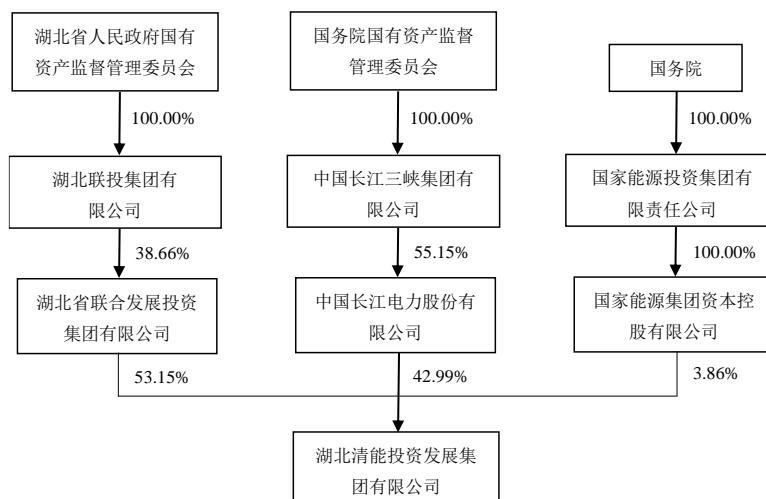 湖北省人民政府国有
资产监督管理委员会
国务院国有资产监督
管理委员会
国务院
100.00%
100.00%
100.00%
湖北联投集团有
限公司
中国长江三峡集团有
限公司
国家能源投资集团有
限责任公司
38.66%
55.15%
100.00%
湖北省联合发展投资
集团有限公司
中国长江电力股份有
限公司
国家能源集团资本控
股有限公司
53.15%
42.99%
3.86%
湖北清能投资发展集
团有限公司